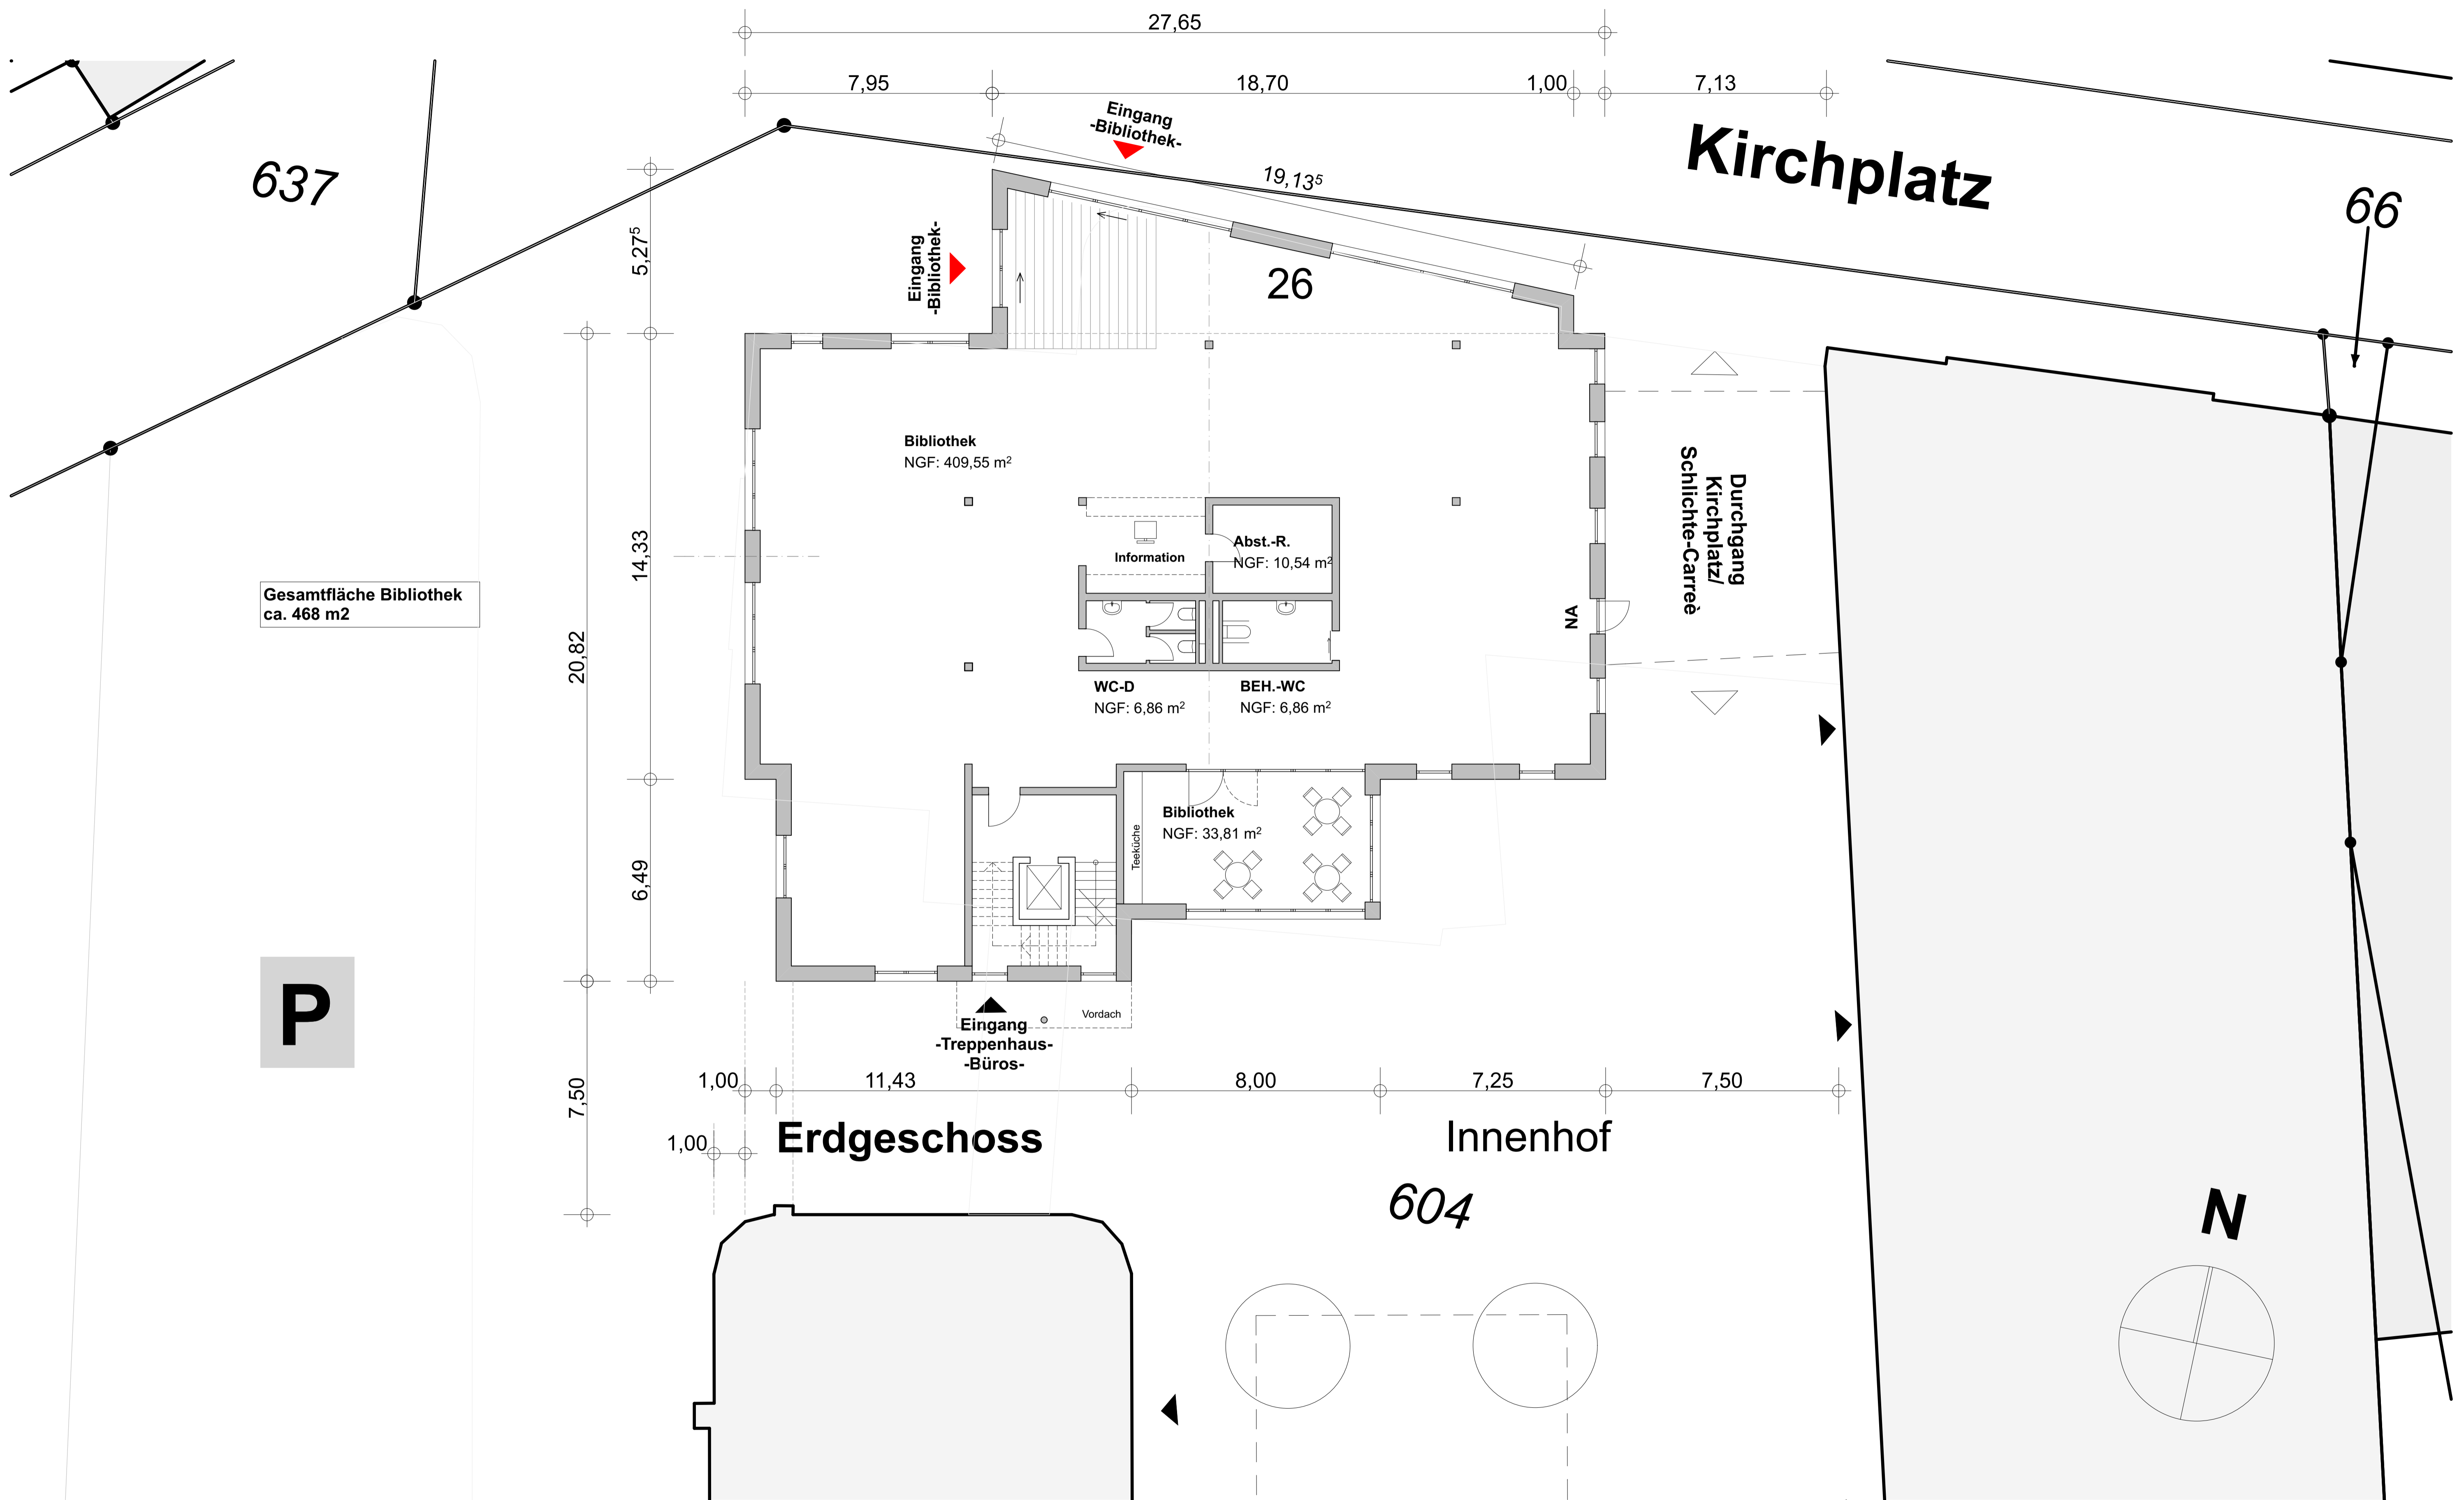 27,65
7,95
18,70
1,00
7,13
Eingang
-Bibliothek-
19,13⁵
Kirchplatz
637
66
5,27⁵
Eingang
-Bibliothek-
26
Bibliothek
NGF: 409,55 m²
Durchgang
Kirchplatz/
Schlichte-Carreè
14,33
Information
Abst.-R.
NGF: 10,54 m²
Gesamtfläche Bibliothek
ca. 468 m2
20,82
NA
WC-D
NGF: 6,86 m²
BEH.-WC
NGF: 6,86 m²
Bibliothek
NGF: 33,81 m²
Teeküche
6,49
P
Vordach
Eingang
-Treppenhaus-
-Büros-
7,50
1,00
11,43
8,00
7,25
7,50
1,00
Erdgeschoss
Innenhof
604
N